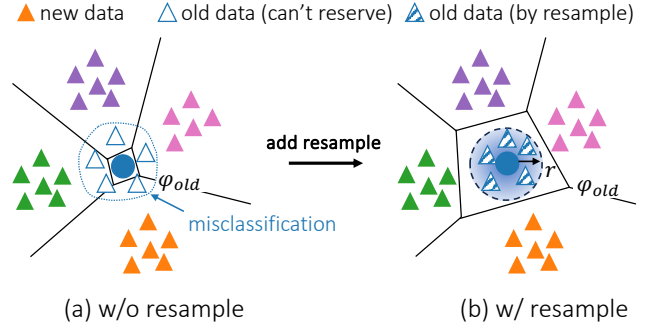 new data old data (can't reserve) old data (by resample)
add resample
φold
r
φold
misclassification
(a) w/o resample (b) w/ resample